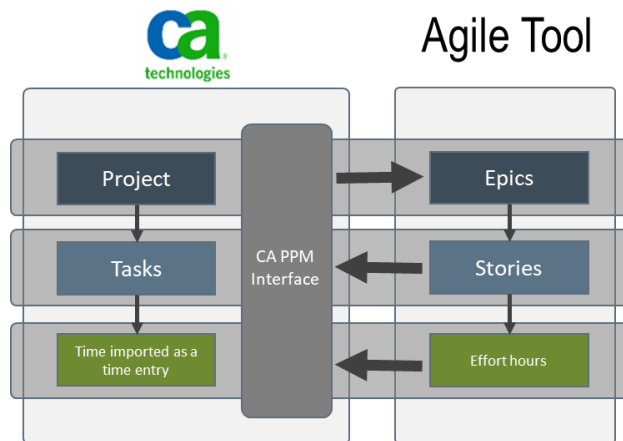 ca
technologies
Agile Tool
Project
Epics
CA PPM
Interface
Tasks
Stories
Time imported as a
time entry
Effort hours